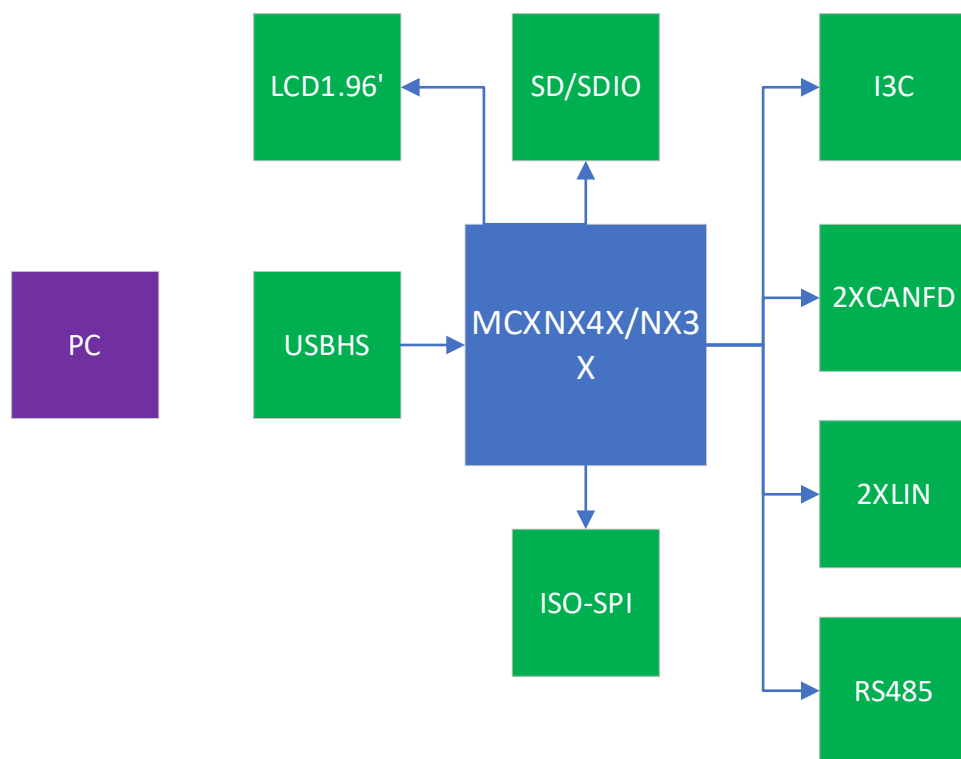 LCD1.96'
SD/SDIO
I3C
PC
USBHS
MCXNX4X/NX3
X
2XCANFD
2XLIN
ISO-SPI
RS485